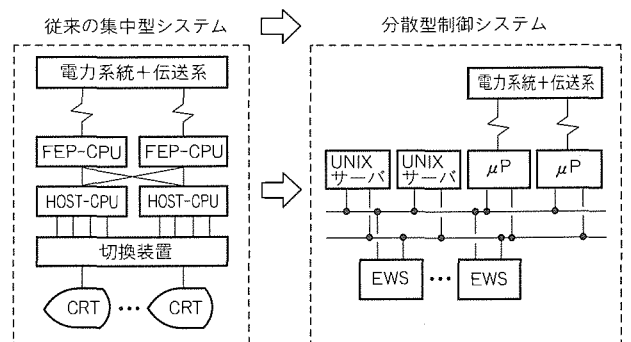 従来の集中型システム
分散型制御システム
電力系統+伝送系
FEP-CPU
FEP-CPU
HOST-CPU
HOST-CPU
切換装置
CRT
…
CRT
電力系統+伝送系
UNIX
サーバ
UNIX
サーバ
μP
μP
EWS
…
EWS